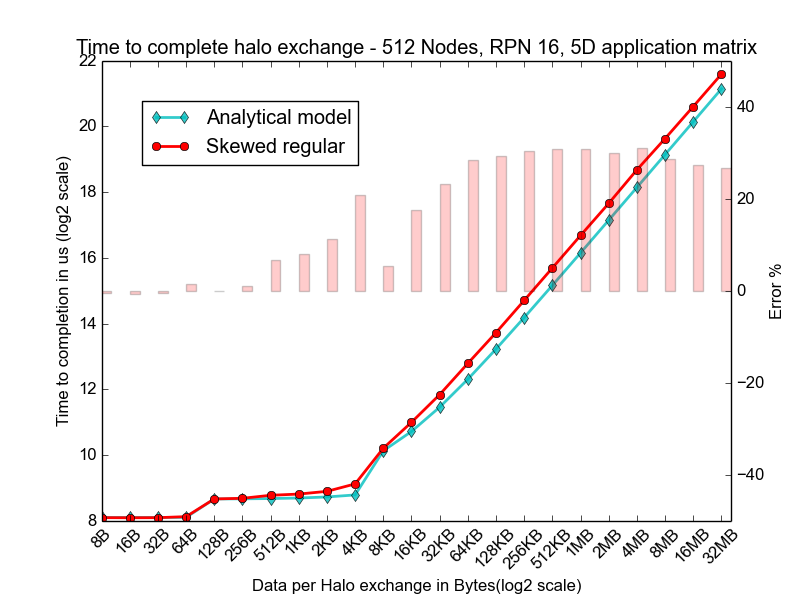 Time to complete halo exchange - 512 Nodes, RPN 16, 5D application matrix
Analytical model
Skewed regular
Time to completion in us (log2 scale)
22
20
18
16
14
12
10
8
Error %
40
20
0
−20
−40
8B
16B
32B
64B
128B
256B
512B
1KB
2KB
4KB
8KB
16KB
32KB
64KB
128KB
256KB
512KB
1MB
2MB
4MB
8MB
16MB
32MB
Data per Halo exchange in Bytes(log2 scale)